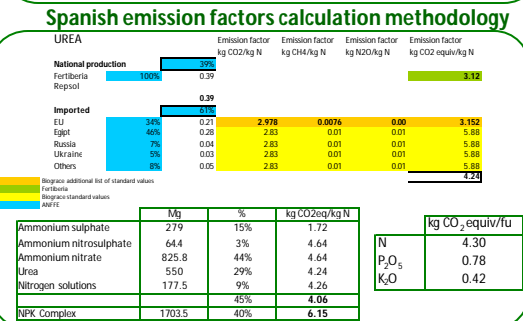 Spanish emission factors calculation methodology
UREA Emission factor Emission factor Emission factor Emission factor
kg CO2/kg N kg CH4/kg N kg N2O/kg N kg CO2 equiv/kg N
National production 39%
Fertiberia 100% 0.39 3.12
Repsol
0.39
Imported 61%
EU 34% 0.21 2.978 0.0076 0.00 3.152
Egipt 46% 0.28 2.83 0.01 0.01 5.88
Russia 7% 0.04 2.83 0.01 0.01 5.88
Ukraine 5% 0.03 2.83 0.01 0.01 5.88
Others 8% 0.05 2.83 0.01 0.01 5.88
4.24
Biograce additional list of standard values
Fertiberia
Biograce standard values
ANFFE
Mg % kg CO2eq/kg N
Ammonium sulphate 279 15% 1.72
Ammonium nitrosulphate 64.4 3% 4.64
Ammonium nitrate 825.8 44% 4.64
Urea 550 29% 4.24
Nitrogen solutions 177.5 9% 4.26
45% 4.06
NPK Complex 1703.5 40% 6.15
kg CO2equiv/fu
N 4.30
P2O5 0.78
K2O 0.42